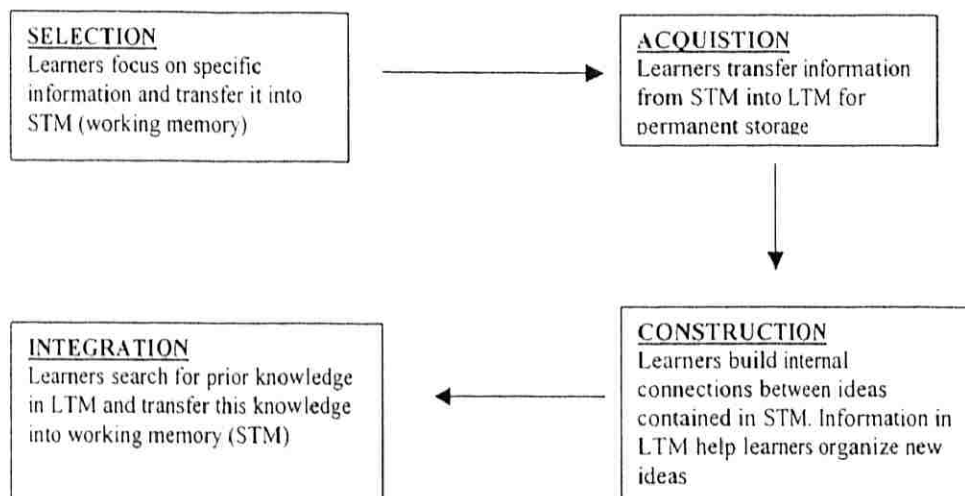 SELECTION
Learners focus on specific
information and transfer it into
STM (working memory)
ACQUISTION
Learners transfer information
from STM into LTM for
permanent storage
CONSTRUCTION
Learners build internal
connections between ideas
contained in STM. Information in
LTM help learners organize new
ideas
INTEGRATION
Learners search for prior knowledge
in LTM and transfer this knowledge
into working memory (STM)